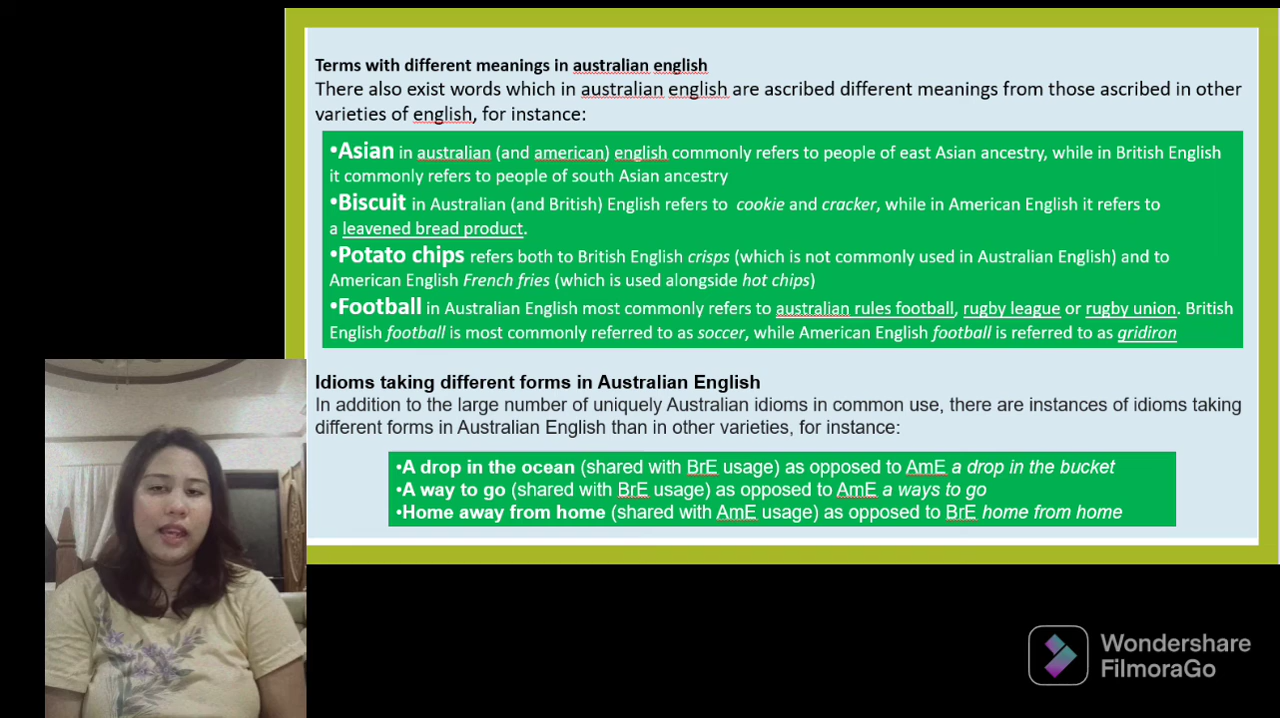 Terms with different meanings in australian english
There also exist words which in australian english are ascribed different meanings from those ascribed in other
varieties of english, for instance:
•Asian in australian (and american) english commonly refers to people of east Asian ancestry, while in British English
it commonly refers to people of south Asian ancestry
•Biscuit in Australian (and British) English refers to cookie and cracker, while in American English it refers to
a leavened bread product.
•Potato chips refers both to British English crisps (which is not commonly used in Australian English) and to
American English French fries (which is used alongside hot chips)
•Football in Australian English most commonly refers to australian rules football, rugby league or rugby union. British
English football is most commonly referred to as soccer, while American English football is referred to as gridiron
Idioms taking different forms in Australian English
In addition to the large number of uniquely Australian idioms in common use, there are instances of idioms taking
different forms in Australian English than in other varieties, for instance:
•A drop in the ocean (shared with BrE usage) as opposed to AmE a drop in the bucket
•A way to go (shared with BrE usage) as opposed to AmE a ways to go
•Home away from home (shared with AmE usage) as opposed to BrE home from home
Wondershare
FilmoraGo